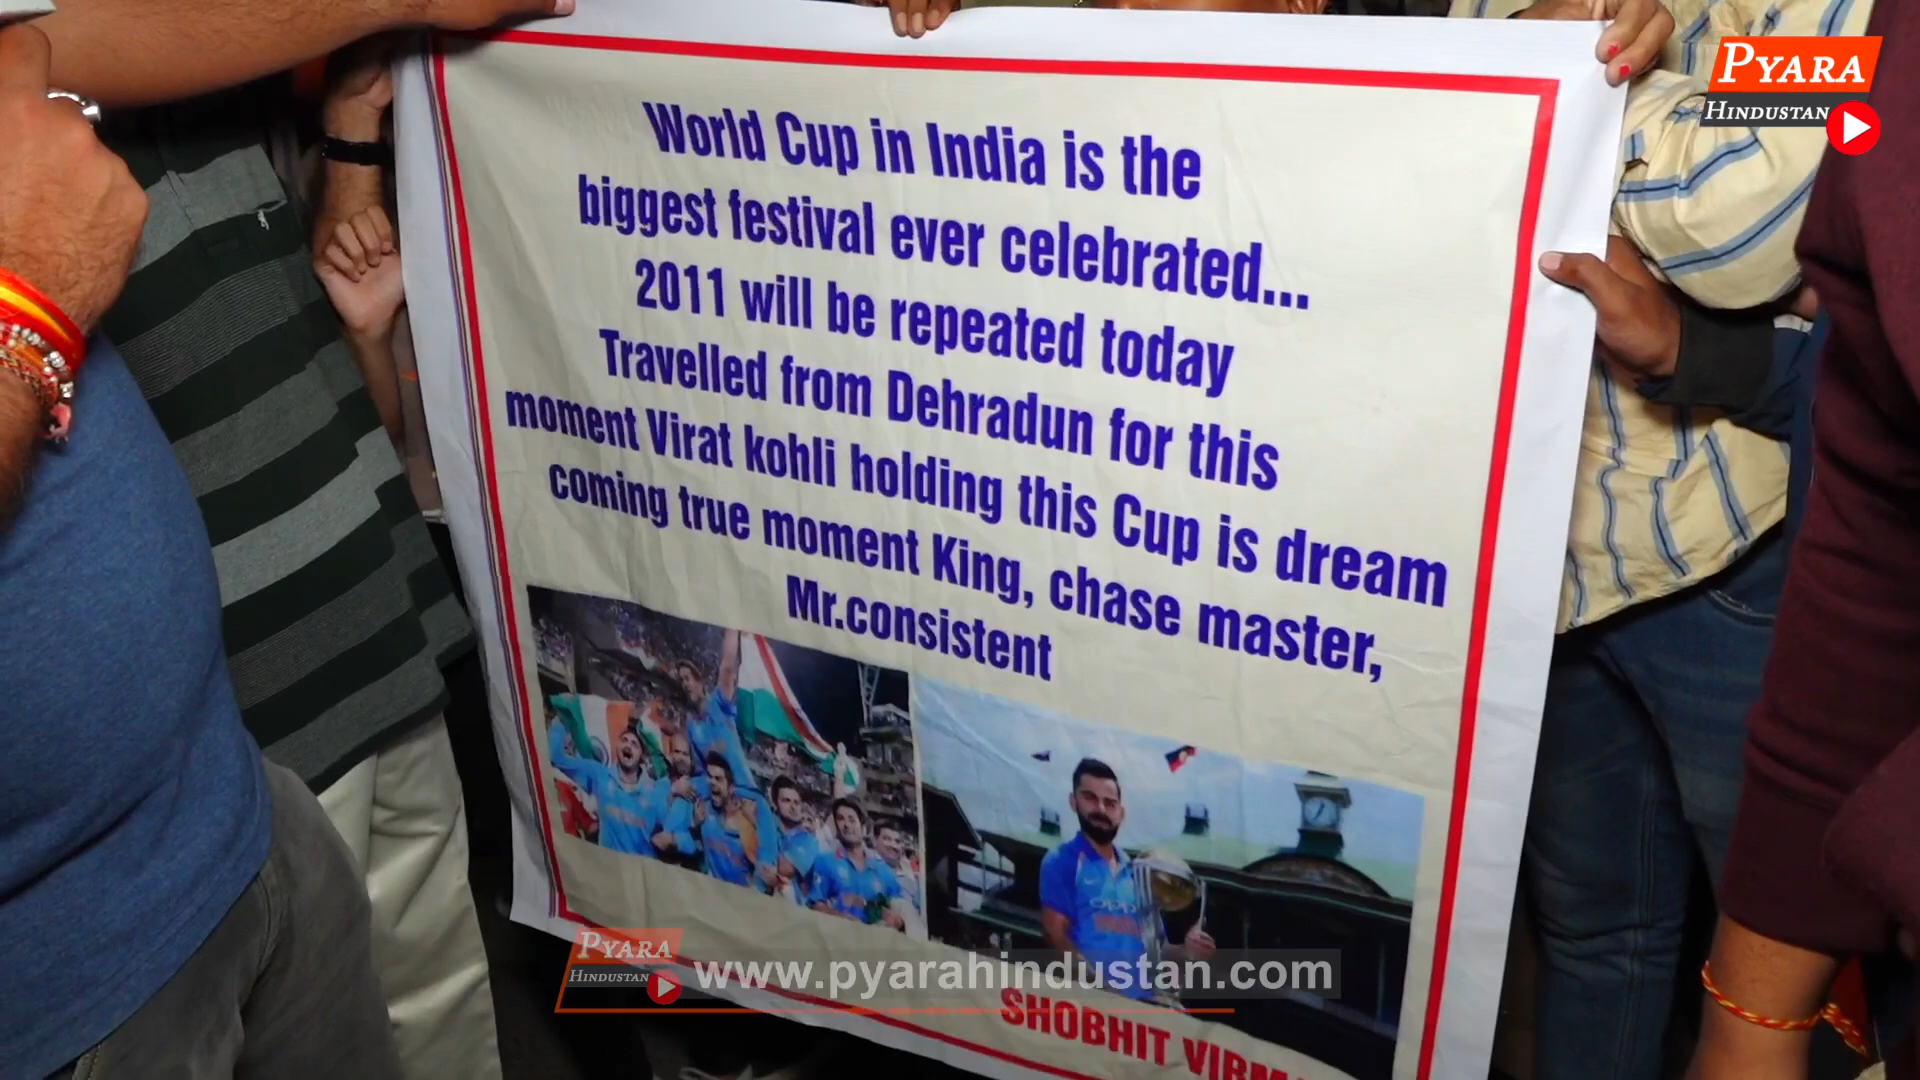 PYARA
HINDUSTAN
World Cup in India is the
biggest festival ever celebrated...
2011 will be repeated today
Travelled from Dehradun for this
moment Virat kohli holding this Cup is dream
coming true moment King, chase master,
Mr.consistent
oppo
PYARA
HINDUSTAN
www.pyarahindustan.com
SHOBHIT